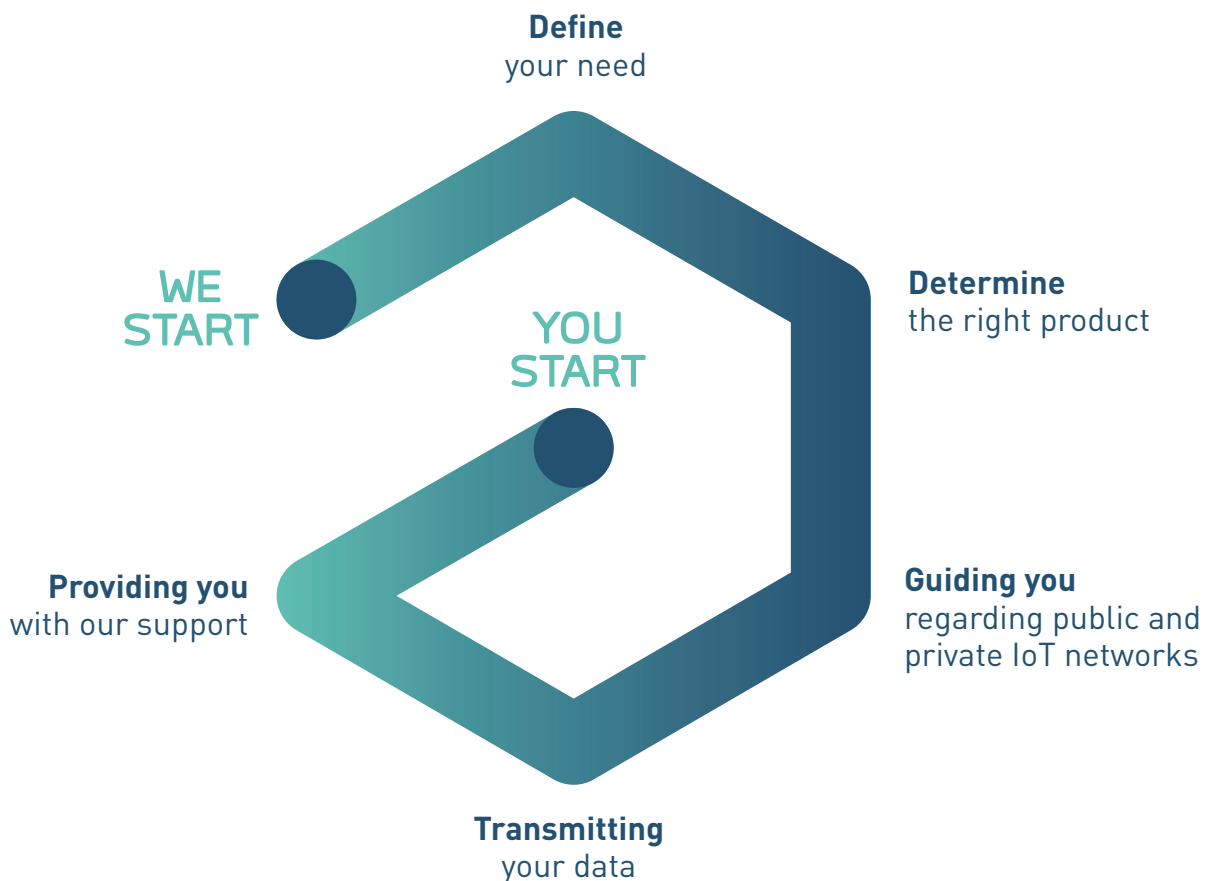 Define
your need
WE
START
Determine
the right product
YOU
START
Providing you
with our support
Guiding you
regarding public and
private IoT networks
Transmitting
your data